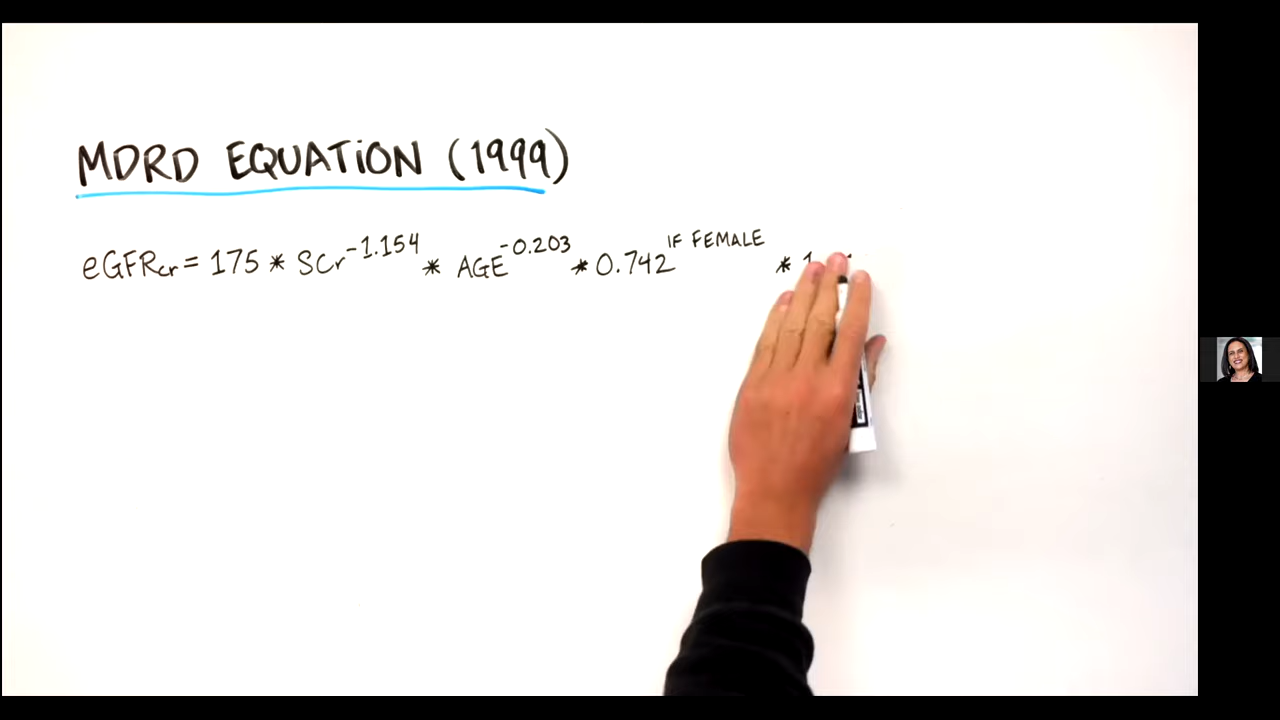 MDRD EQUATION (1999)
eGFRcr = 175 * SCr^-1.154 * AGE^-0.203 * 0.742^IF FEMALE *